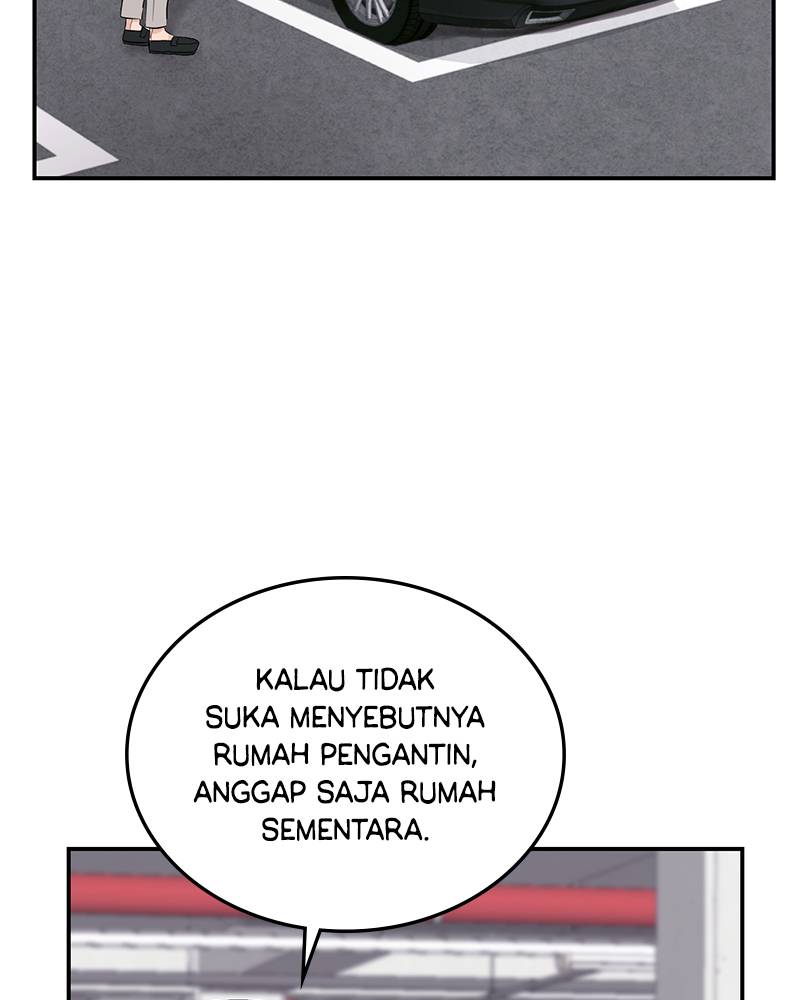 KALAU TIDAK
SUKA MENYEBUTNYA
RUMAH PENGANTIN,
ANGGAP SAJA RUMAH
SEMENTARA.